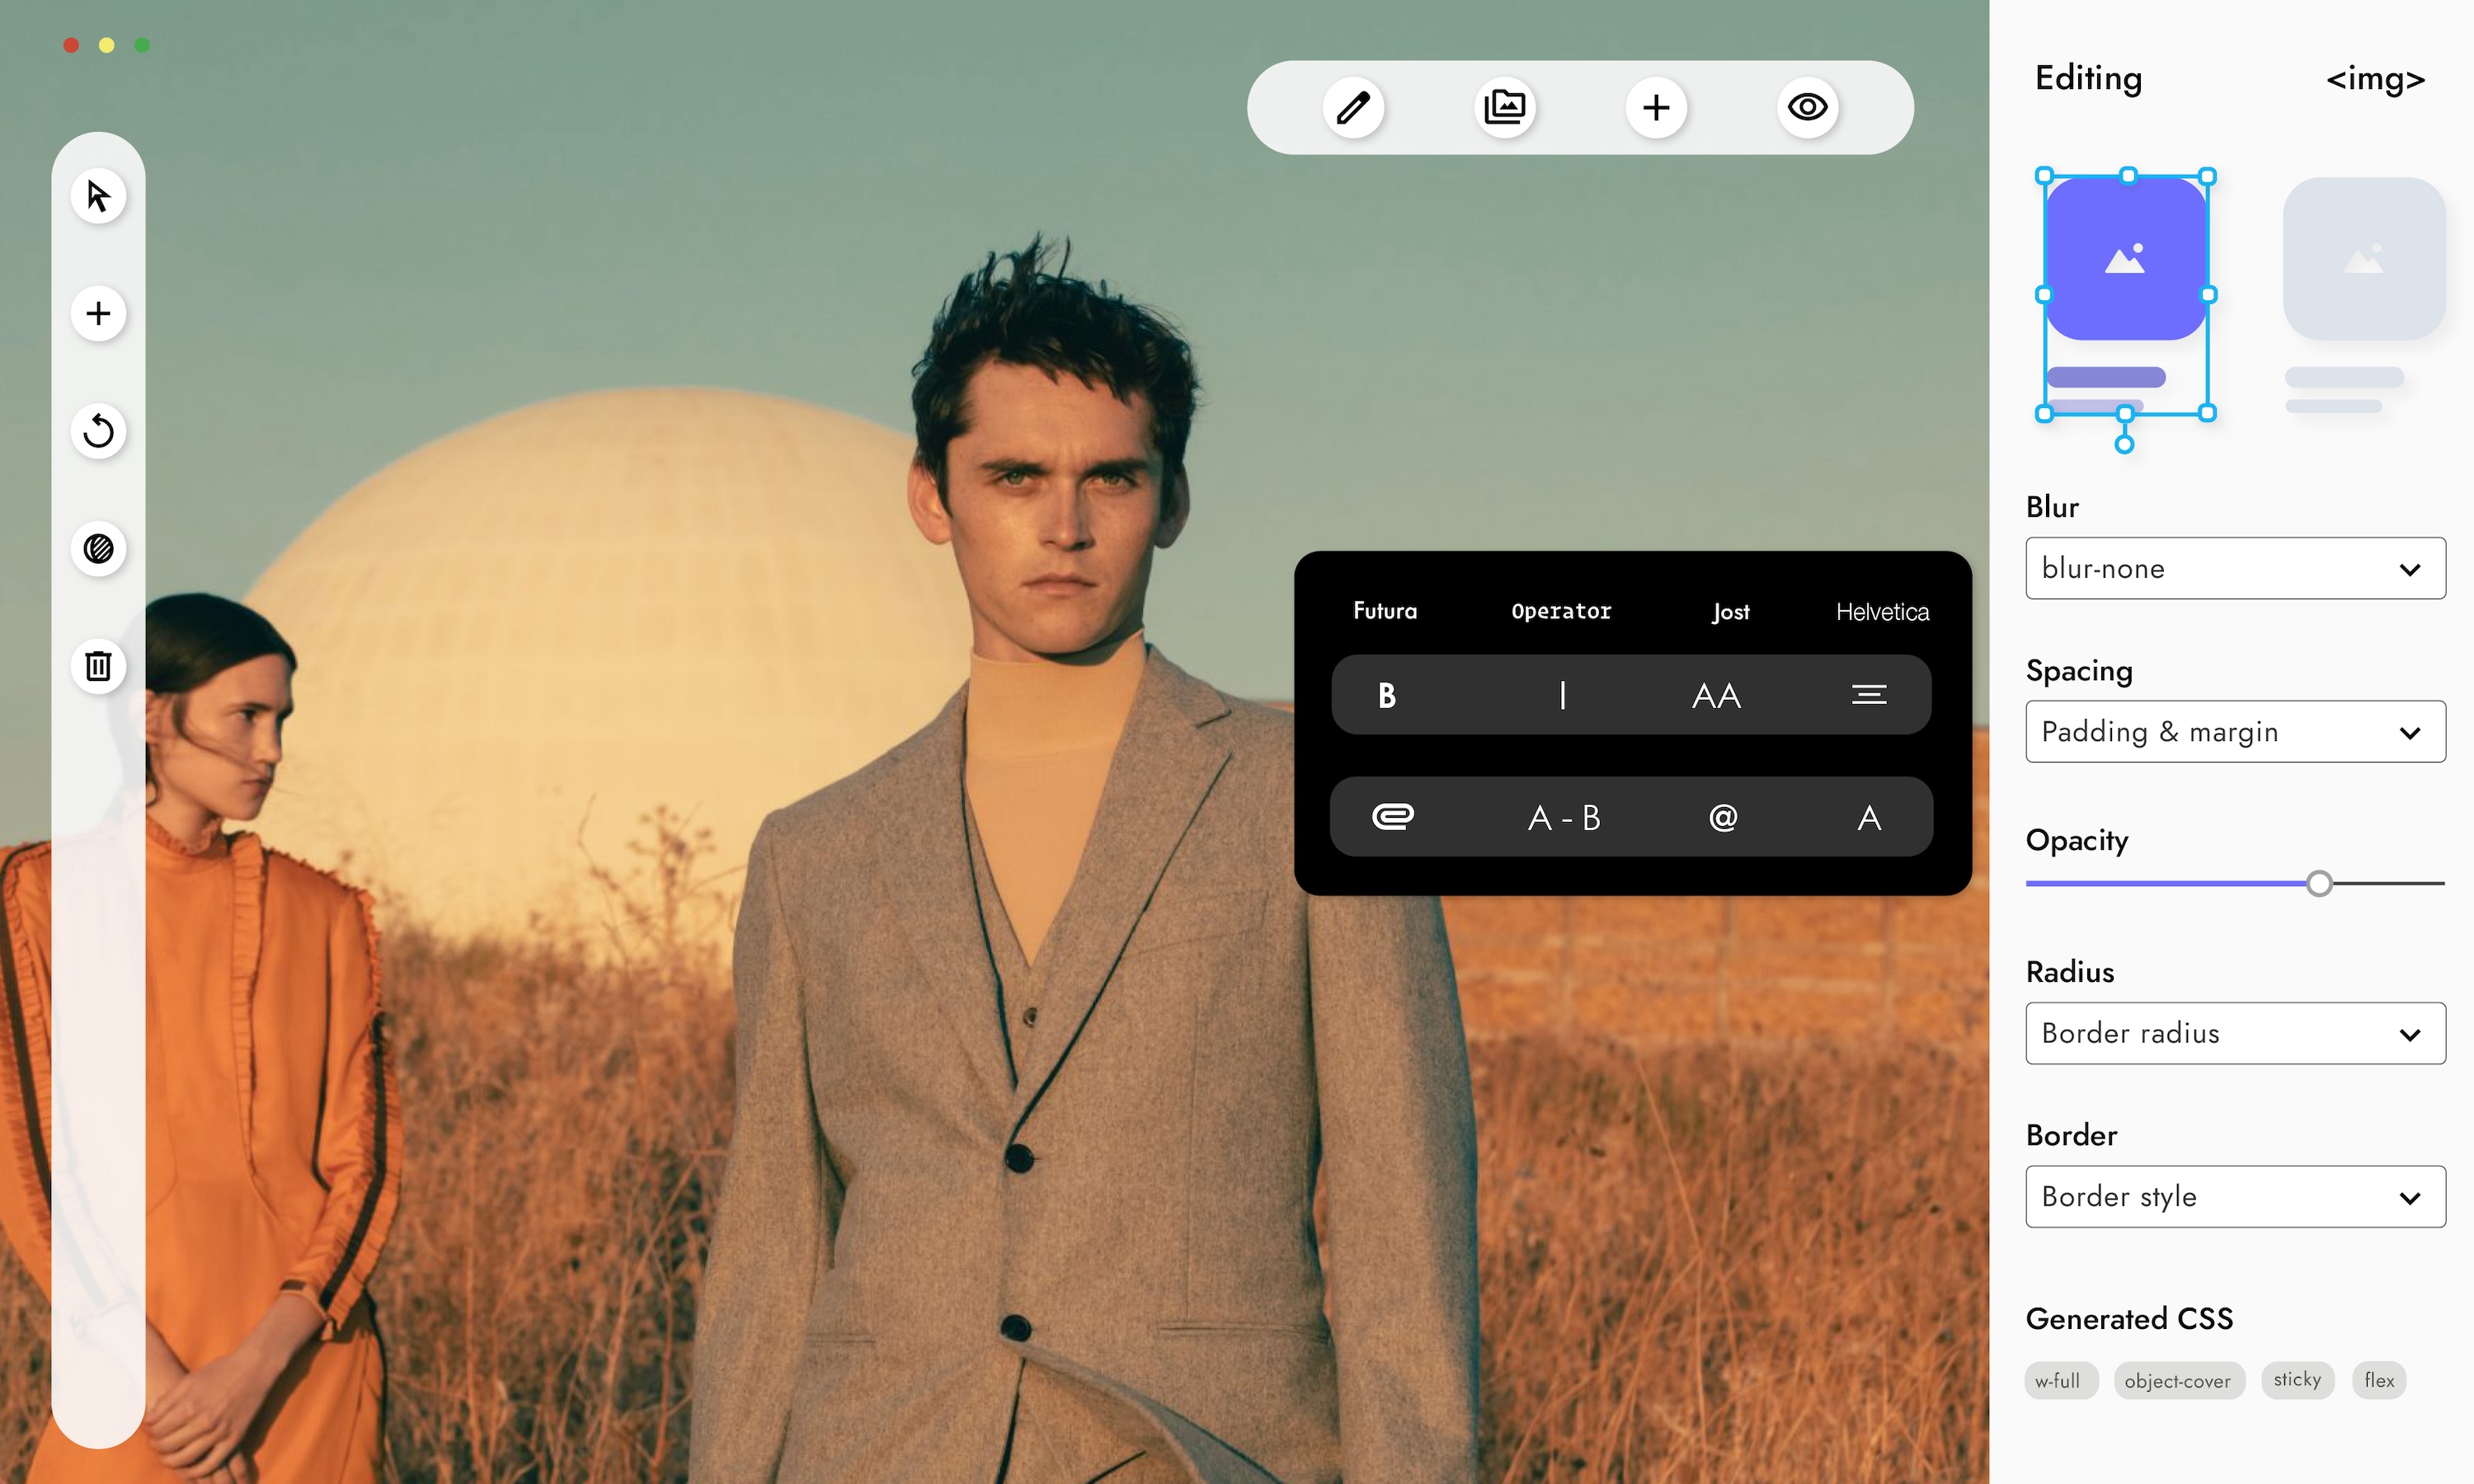 Editing <img>
Futura Operator Jost Helvetica
B I AA
A - B @ A
Blur
blur-none
Spacing
Padding & margin
Opacity
Radius
Border radius
Border
Border style
Generated CSS
w-full object-cover sticky flex